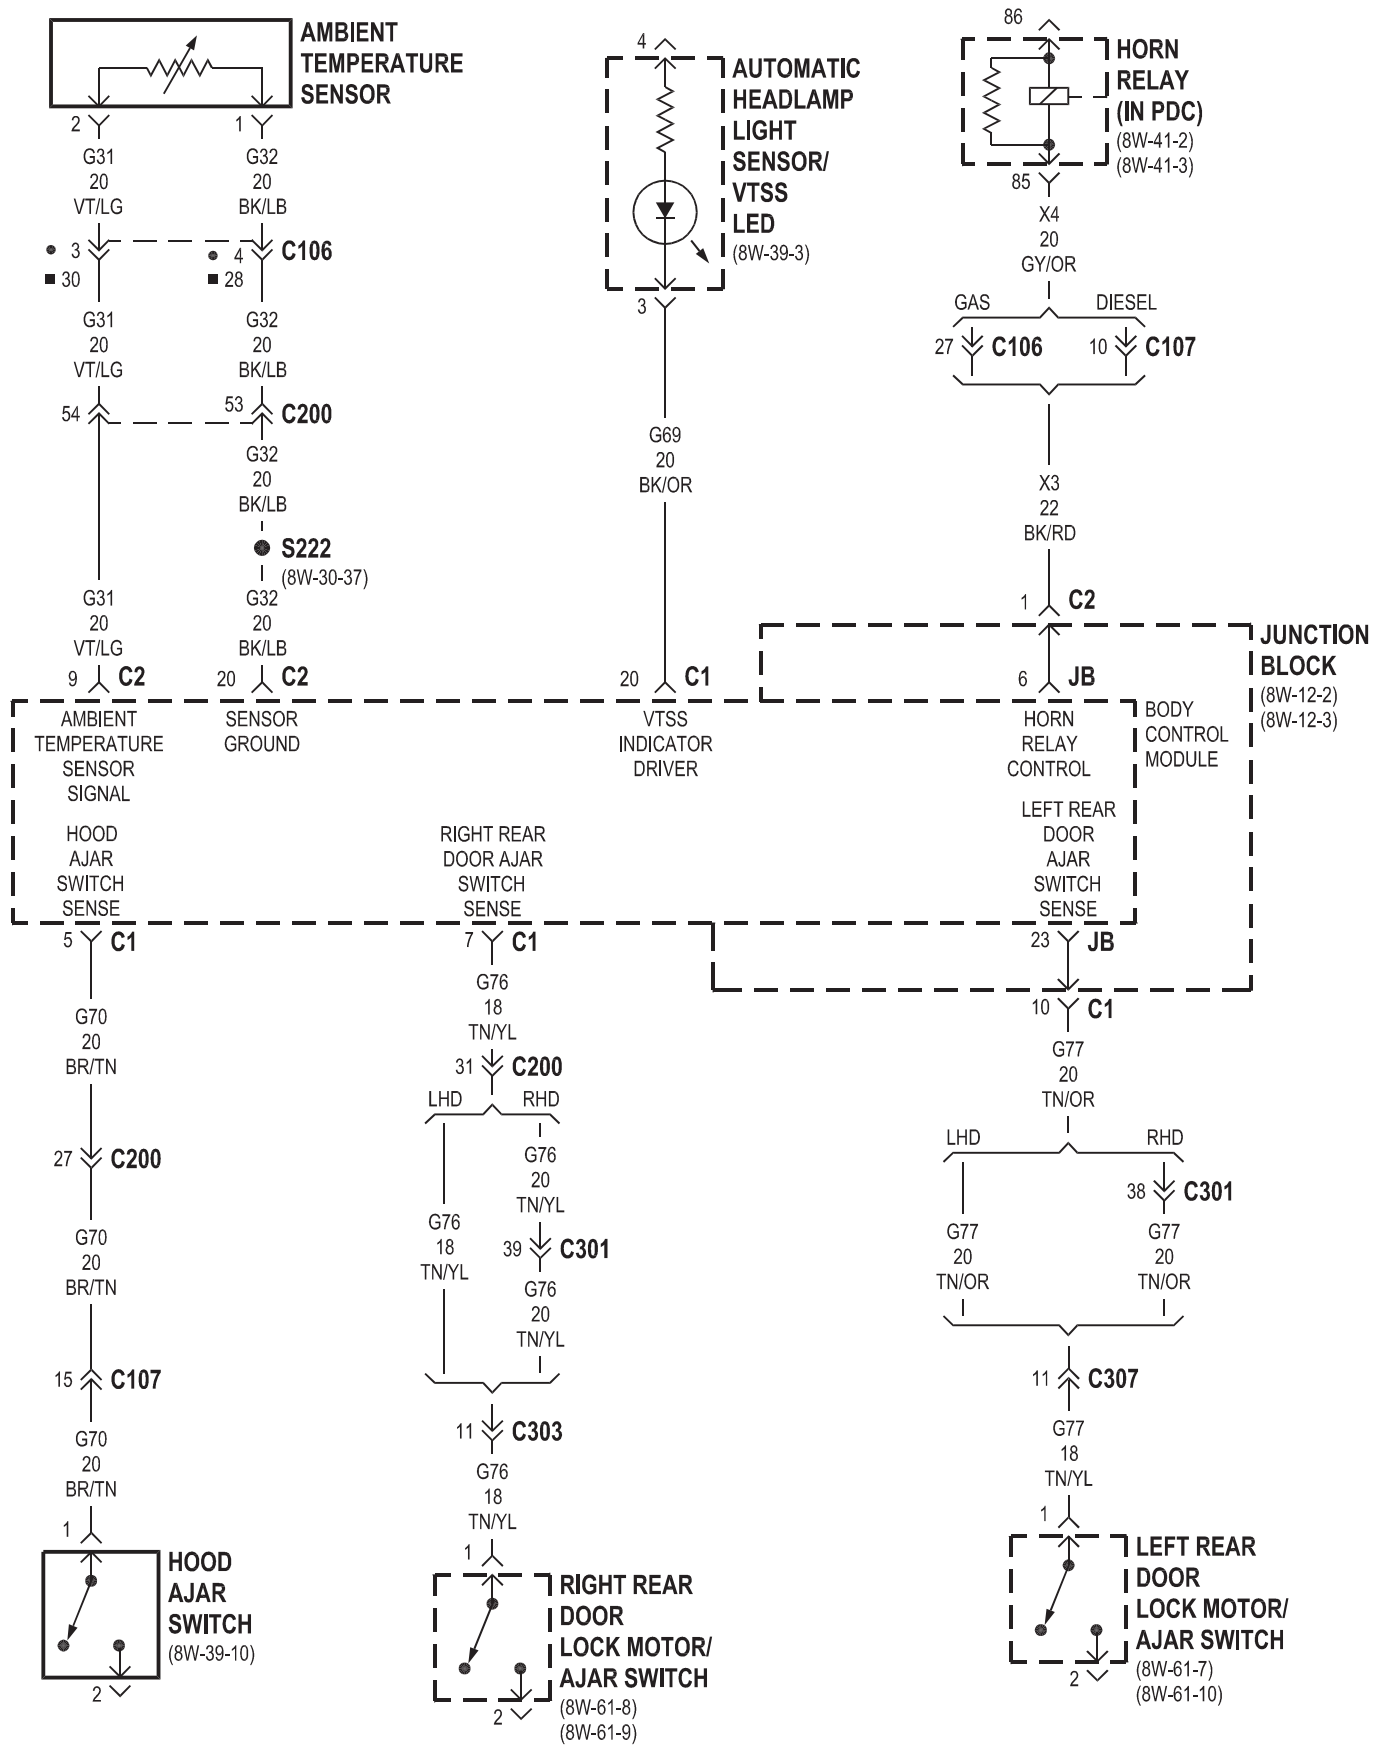 AMBIENT
TEMPERATURE
SENSOR
2
1
G31
20
VT/LG
G32
20
BK/LB
3
30
4
28
C106
G31
20
VT/LG
G32
20
BK/LB
54
53
C200
G32
20
BK/LB
S222
(8W-30-37)
G31
20
VT/LG
G32
20
BK/LB
9
C2
20
C2
4
AUTOMATIC
HEADLAMP
LIGHT
SENSOR/
VTSS
LED
(8W-39-3)
3
G69
20
BK/OR
20
C1
86
HORN
RELAY
(IN PDC)
(8W-41-2)
(8W-41-3)
85
X4
20
GY/OR
GAS
DIESEL
27
C106
10
C107
X3
22
BK/RD
1
C2
JUNCTION
BLOCK
(8W-12-2)
(8W-12-3)
6
JB
AMBIENT
TEMPERATURE
SENSOR
SIGNAL
SENSOR
GROUND
VTSS
INDICATOR
DRIVER
HORN
RELAY
CONTROL
BODY
CONTROL
MODULE
HOOD
AJAR
SWITCH
SENSE
RIGHT REAR
DOOR AJAR
SWITCH
SENSE
LEFT REAR
DOOR
AJAR
SWITCH
SENSE
5
C1
G70
20
BR/TN
27
C200
G70
20
BR/TN
15
C107
G70
20
BR/TN
1
HOOD
AJAR
SWITCH
(8W-39-10)
2
7
C1
G76
18
TN/YL
31
C200
LHD
RHD
G76
18
TN/YL
G76
20
TN/YL
39
C301
G76
20
TN/YL
11
C303
G76
18
TN/YL
1
RIGHT REAR
DOOR
LOCK MOTOR/
AJAR SWITCH
(8W-61-8)
(8W-61-9)
2
23
JB
10
C1
G77
20
TN/OR
LHD
RHD
38
C301
G77
20
TN/OR
G77
20
TN/OR
11
C307
G77
18
TN/YL
1
LEFT REAR
DOOR
LOCK MOTOR/
AJAR SWITCH
(8W-61-7)
(8W-61-10)
2